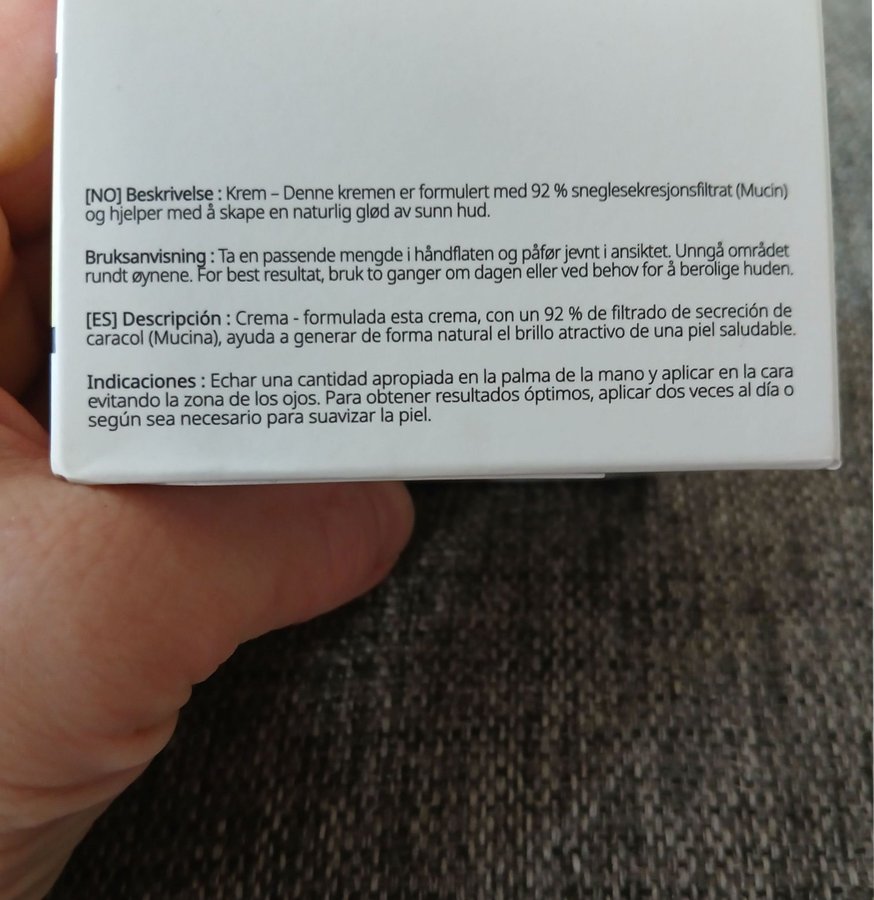 [NO] Beskrivelse : Krem – Denne kremen er formulert med 92 % sneglesekresjonsfiltrat (Mucin)
og hjelper med å skape en naturlig glød av sunn hud.
Bruksanvisning : Ta en passende mengde i håndflaten og påfør jevnt i ansiktet. Unngå området
rundt øynene. For best resultat, bruk to ganger om dagen eller ved behov for å berolige huden.
[ES] Descripción : Crema - formulada esta crema, con un 92 % de filtrado de secreción de
caracol (Mucina), ayuda a generar de forma natural el brillo atractivo de una piel saludable.
Indicaciones : Echar una cantidad apropiada en la palma de la mano y aplicar en la cara
evitando la zona de los ojos. Para obtener resultados óptimos, aplicar dos veces al día o
según sea necesario para suavizar la piel.